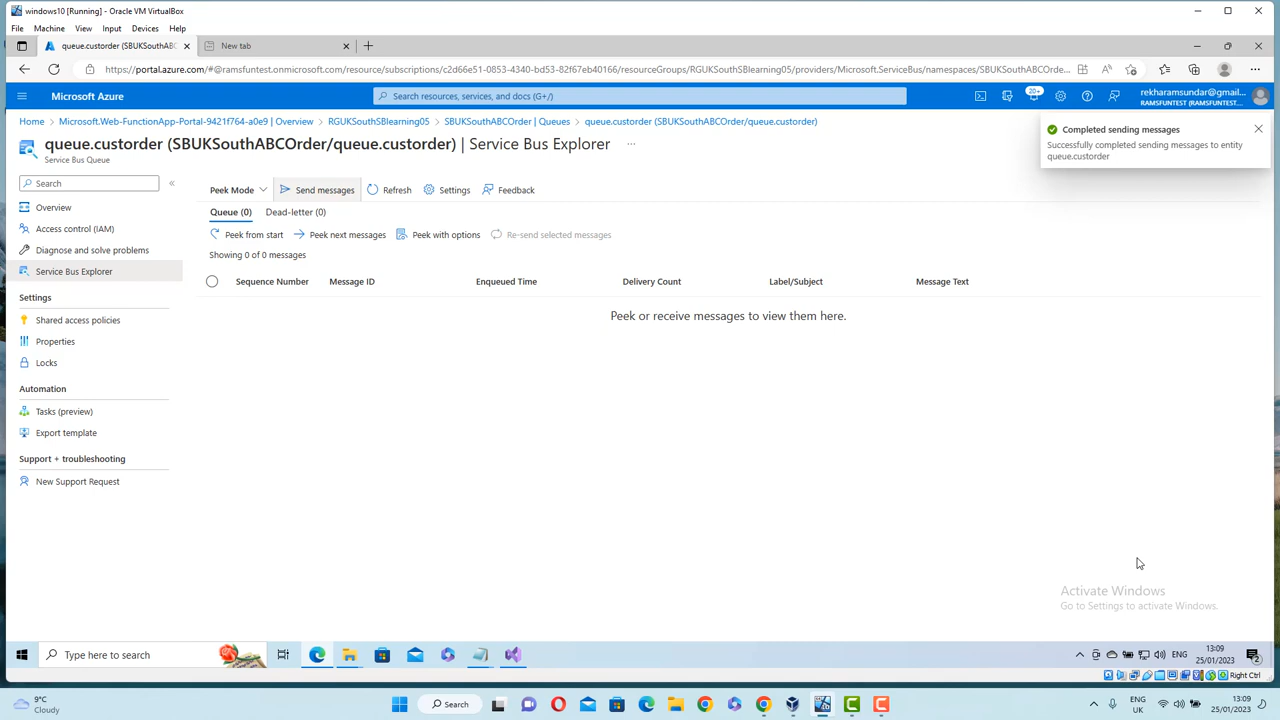 windows10 [Running] - Oracle VM VirtualBox
File Machine View Input Devices Help
queue.custorder (SBUKSouthABC
New tab
https://portal.azure.com/#@ramsfuntest.onmicrosoft.com/resource/subscriptions/c2d66e51-0853-4340-bd53-82f67eb40166/resourceGroups/RGUKSouthSBlearning05/providers/Microsoft.ServiceBus/namespaces/SBUKSouthABCOrde...
Microsoft Azure
Search resources, services, and docs (G+/)
20+
rekharamsundar@gmail...
RAMSFUNTEST (RAMSFUNTEST.ONMI...
Home > Microsoft.Web-FunctionApp-Portal-9421f764-a0e9 | Overview > RGUKSouthSBlearning05 > SBUKSouthABCOrder | Queues > queue.custorder (SBUKSouthABCOrder/queue.custorder)
queue.custorder (SBUKSouthABCOrder/queue.custorder) | Service Bus Explorer ...
Service Bus Queue
Completed sending messages
Successfully completed sending messages to entity
queue.custorder
Search
Overview
Access control (IAM)
Diagnose and solve problems
Service Bus Explorer
Settings
Shared access policies
Properties
Locks
Automation
Tasks (preview)
Export template
Support + troubleshooting
New Support Request
Peek Mode Send messages Refresh Settings Feedback
Queue (0) Dead-letter (0)
Peek from start Peek next messages Peek with options Re-send selected messages
Showing 0 of 0 messages
Sequence Number Message ID Enqueued Time Delivery Count Label/Subject Message Text
Peek or receive messages to view them here.
Activate Windows
Go to Settings to activate Windows.
Type here to search
ENG
13:09
25/01/2023
2
Right Ctrl
9°C
Cloudy
Search
ENG
UK
13:09
25/01/2023